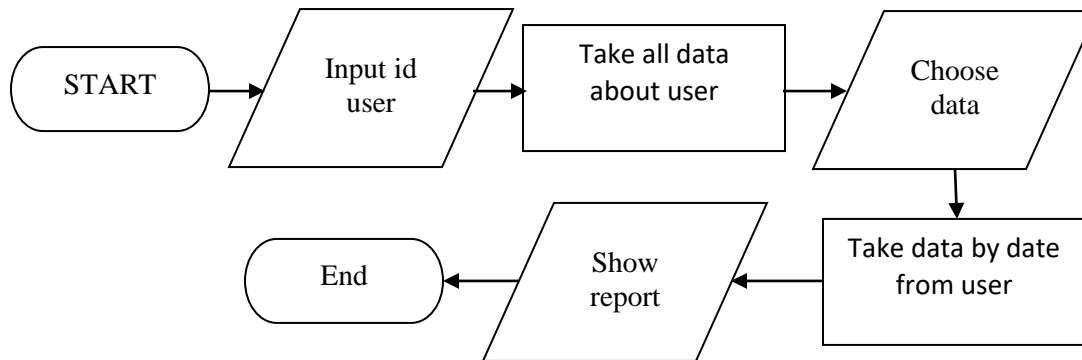 START
Input id
user
Take all data
about user
Choose
data
Take data by date
from user
Show
report
End